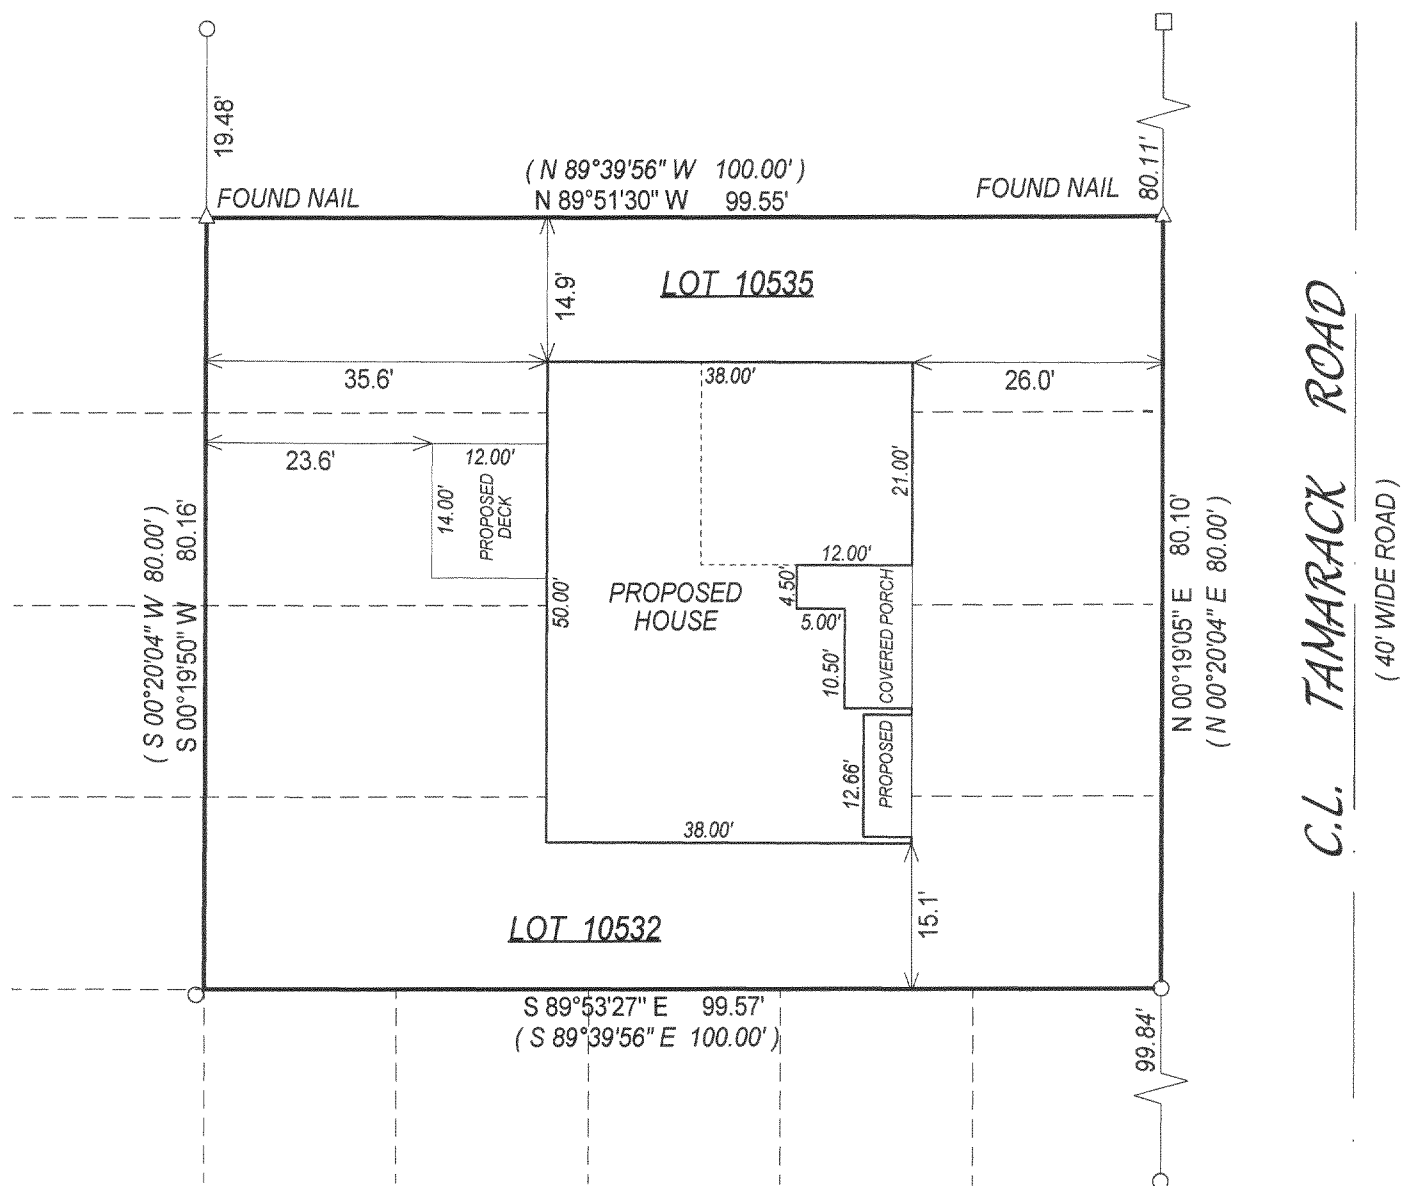 19.48'
80.11'
( N 89°39'56" W 100.00' )
N 89°51'30" W 99.55'
FOUND NAIL
FOUND NAIL
LOT 10535
14.9'
35.6'
38.00'
26.0'
23.6'
12.00'
14.00'
PROPOSED
DECK
21.00'
12.00'
4.50'
5.00'
10.50'
COVERED PORCH
PROPOSED
12.66'
50.00'
PROPOSED
HOUSE
38.00'
15.1'
LOT 10532
( S 00°20'04" W 80.00' )
S 00°19'50" W 80.16'
N 00°19'05" E 80.10'
( N 00°20'04" E 80.00' )
C.L. TAMARACK ROAD
( 40' WIDE ROAD )
S 89°53'27" E 99.57'
( S 89°39'56" E 100.00' )
99.84'